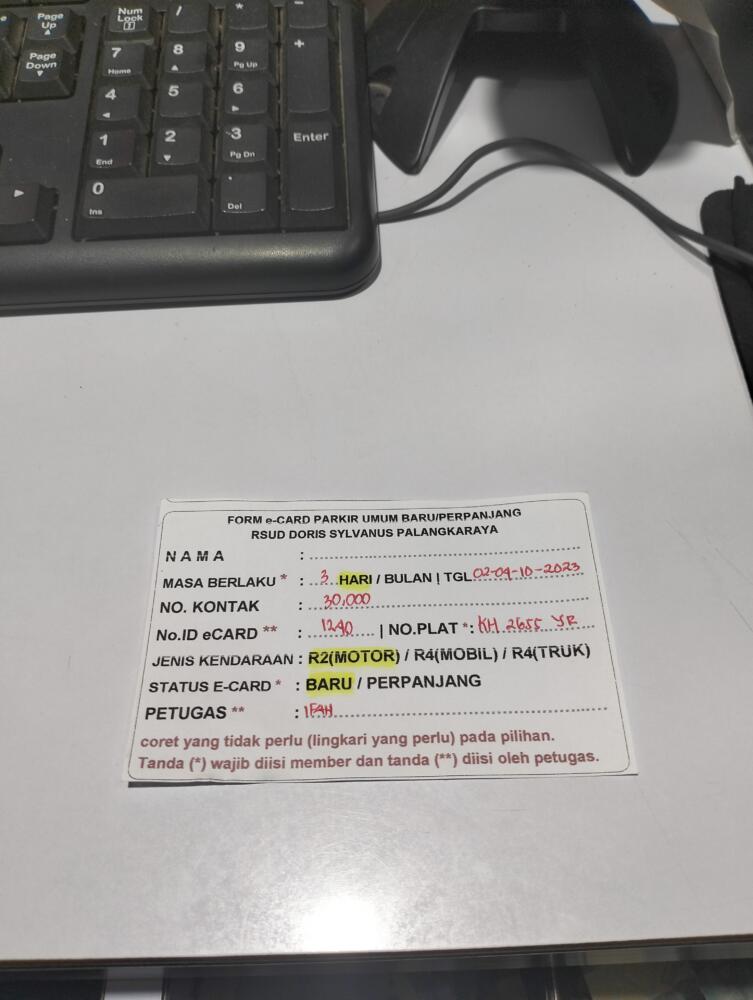 Page Up
Num Lock
/
*
-
Page Down
7 Home
8
9 Pg Up
+
4
5
6
1 End
2
3 Pg Dn
Enter
0 Ins
. Del
FORM e-CARD PARKIR UMUM BARU/PERPANJANG
RSUD DORIS SYLVANUS PALANGKARAYA
N A M A :
MASA BERLAKU * : 3 HARI / BULAN | TGL 02-04-10-2023
NO. KONTAK : 30,000
No.ID eCARD ** : 1240 | NO.PLAT *: KH 2655 YR
JENIS KENDARAAN : R2(MOTOR) / R4(MOBIL) / R4(TRUK)
STATUS E-CARD * : BARU / PERPANJANG
PETUGAS ** : IFAH
coret yang tidak perlu (lingkari yang perlu) pada pilihan.
Tanda (*) wajib diisi member dan tanda (**) diisi oleh petugas.